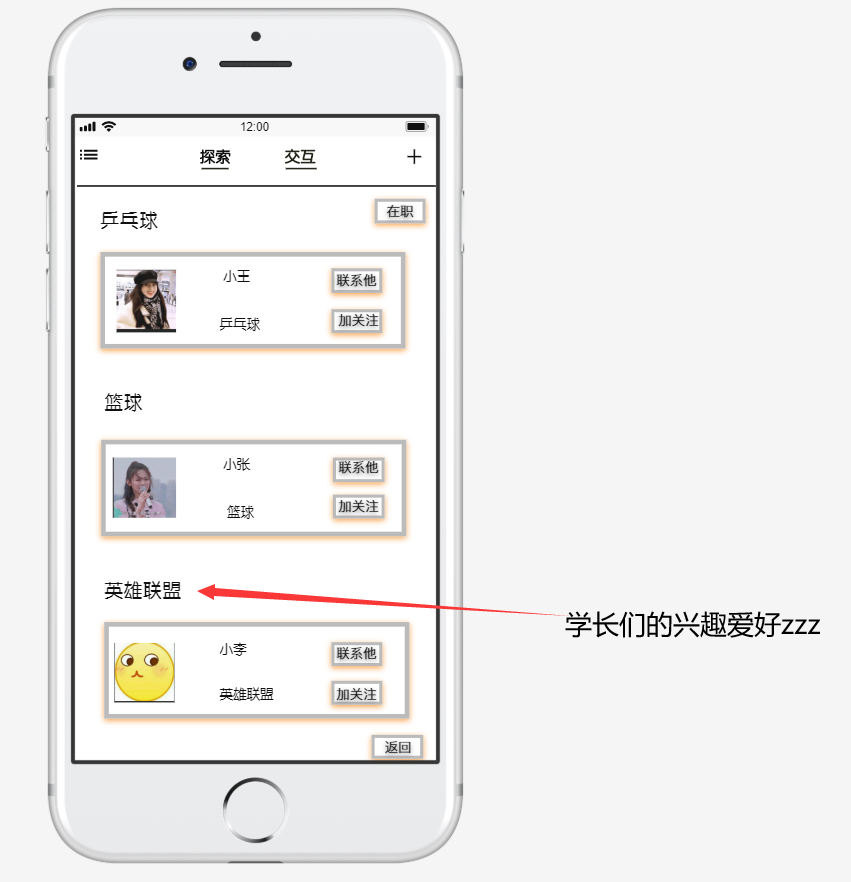 12:00
探索
交互
在职
乒乓球
小王
联系他
乒乓球
加关注
篮球
小张
联系他
篮球
加关注
英雄联盟
学长们的兴趣爱好zzz
小李
联系他
英雄联盟
加关注
返回